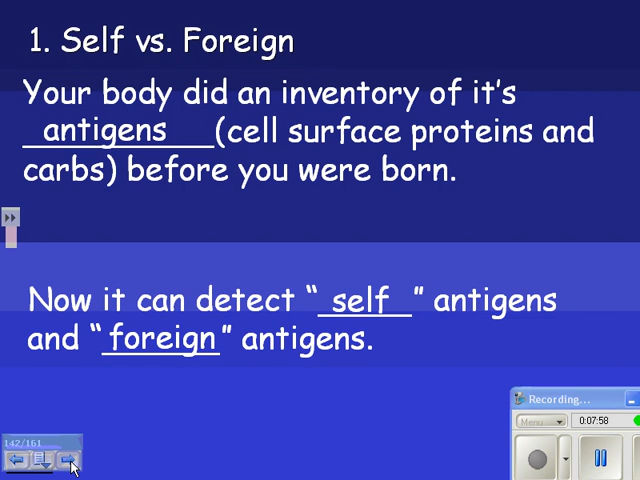 1. Self vs. Foreign
Your body did an inventory of it's
antigens (cell surface proteins and
carbs) before you were born.
Now it can detect “ self ” antigens
and “foreign” antigens.
Recording...
Menu
0:07:58
142/161